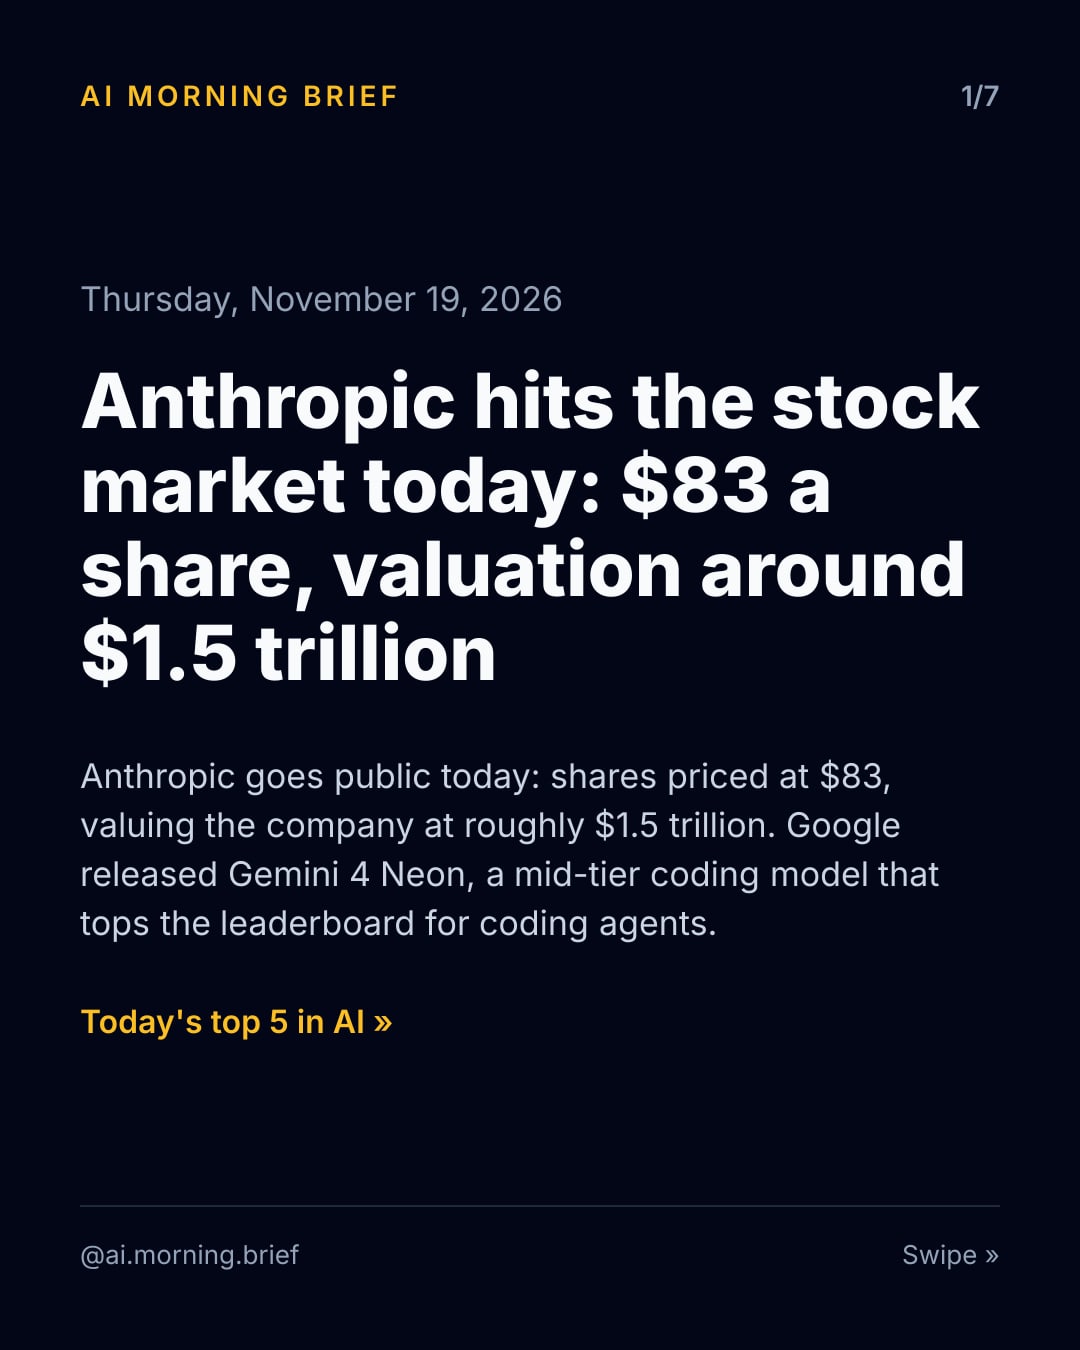 AI MORNING BRIEF
1/7
Thursday, November 19, 2026
Anthropic hits the stock
market today: $83 a
share, valuation around
$1.5 trillion
Anthropic goes public today: shares priced at $83,
valuing the company at roughly $1.5 trillion. Google
released Gemini 4 Neon, a mid-tier coding model that
tops the leaderboard for coding agents.
Today's top 5 in AI »
@ai.morning.brief
Swipe »